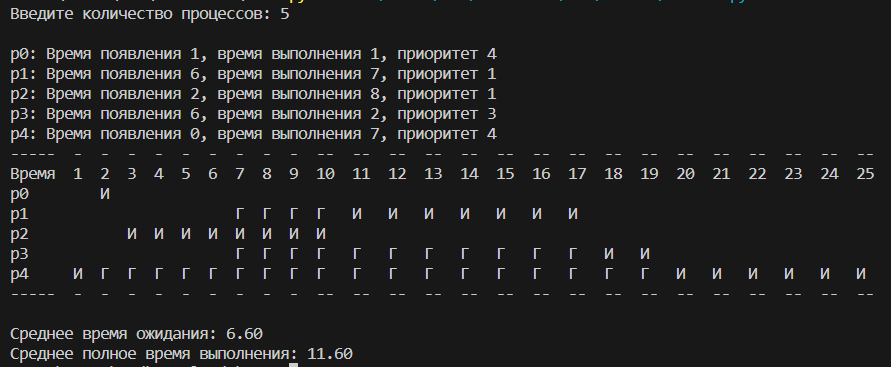 Введите количество процессов: 5
p0: Время появления 1, время выполнения 1, приоритет 4
p1: Время появления 6, время выполнения 7, приоритет 1
p2: Время появления 2, время выполнения 8, приоритет 1
p3: Время появления 6, время выполнения 2, приоритет 3
p4: Время появления 0, время выполнения 7, приоритет 4
----- - - - - - - - - - -- -- -- -- -- -- -- -- -- -- -- -- -- -- -- --
Время 1 2 3 4 5 6 7 8 9 10 11 12 13 14 15 16 17 18 19 20 21 22 23 24 25
p0 И
p1 Г Г Г Г И И И И И И И
p2 И И И И И И И И
p3 Г Г Г Г Г Г Г Г Г Г Г И И
p4 И Г Г Г Г Г Г Г Г Г Г Г Г Г Г Г Г Г Г И И И И И И
----- - - - - - - - - - -- -- -- -- -- -- -- -- -- -- -- -- -- -- -- --
Среднее время ожидания: 6.60
Среднее полное время выполнения: 11.60